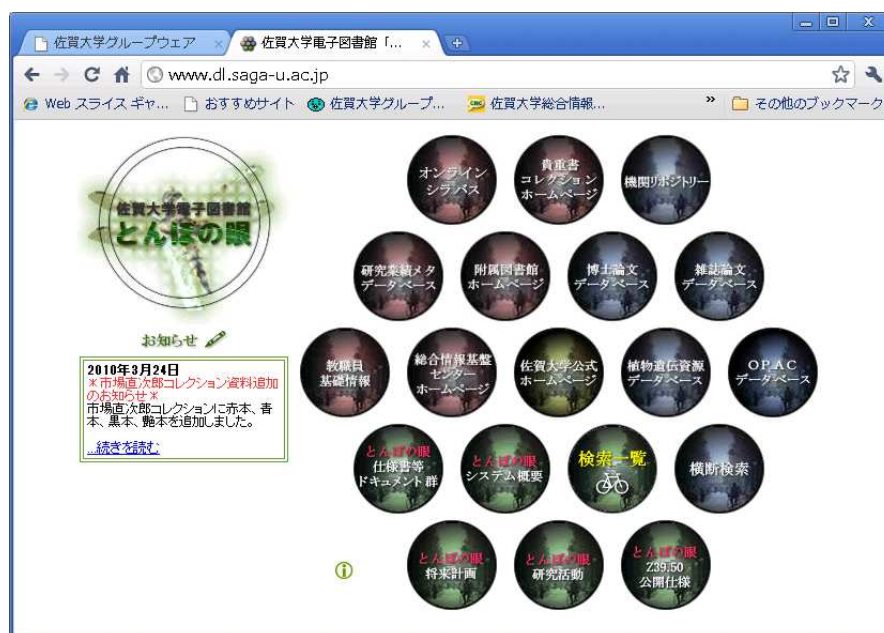 佐賀大学グループウェア
佐賀大学電子図書館「...
www.dl.saga-u.ac.jp
Web スライス ギャ...
おすすめサイト
佐賀大学グループ...
佐賀大学総合情報...
»
その他のブックマーク
佐賀大学電子図書館
とんぼの眼
お知らせ
2010年3月24日
＊市場直次郎コレクション資料追加
のお知らせ＊
市場直次郎コレクションに赤本、青
本、黒本、艶本を追加しました。
...続きを読む
オンライン
シラバス
貴重書
コレクション
ホームページ
機関リポジトリー
研究業績メタ
データベース
附属図書館
ホームページ
博士論文
データベース
雑誌論文
データベース
教職員
基礎情報
総合情報基盤
センター
ホームページ
佐賀大学公式
ホームページ
植物遺伝資源
データベース
OPAC
データベース
とんぼの眼
仕様書等
ドキュメント群
とんぼの眼
システム概要
検索一覧
横断検索
とんぼの眼
将来計画
とんぼの眼
研究活動
とんぼの眼
Z39.50
公開仕様